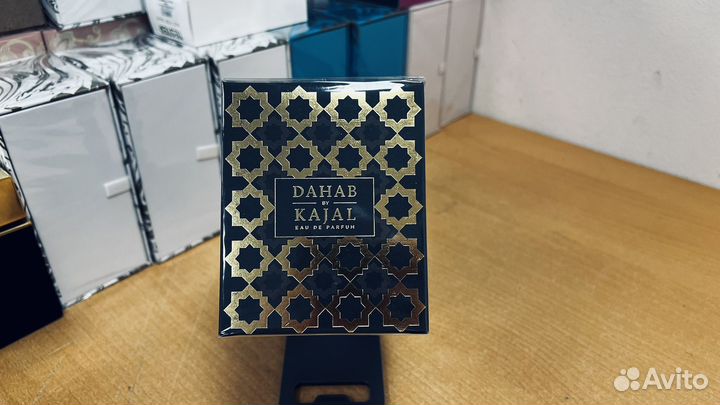 DAHAB
BY
KAJAL
EAU DE PARFUM
Avito